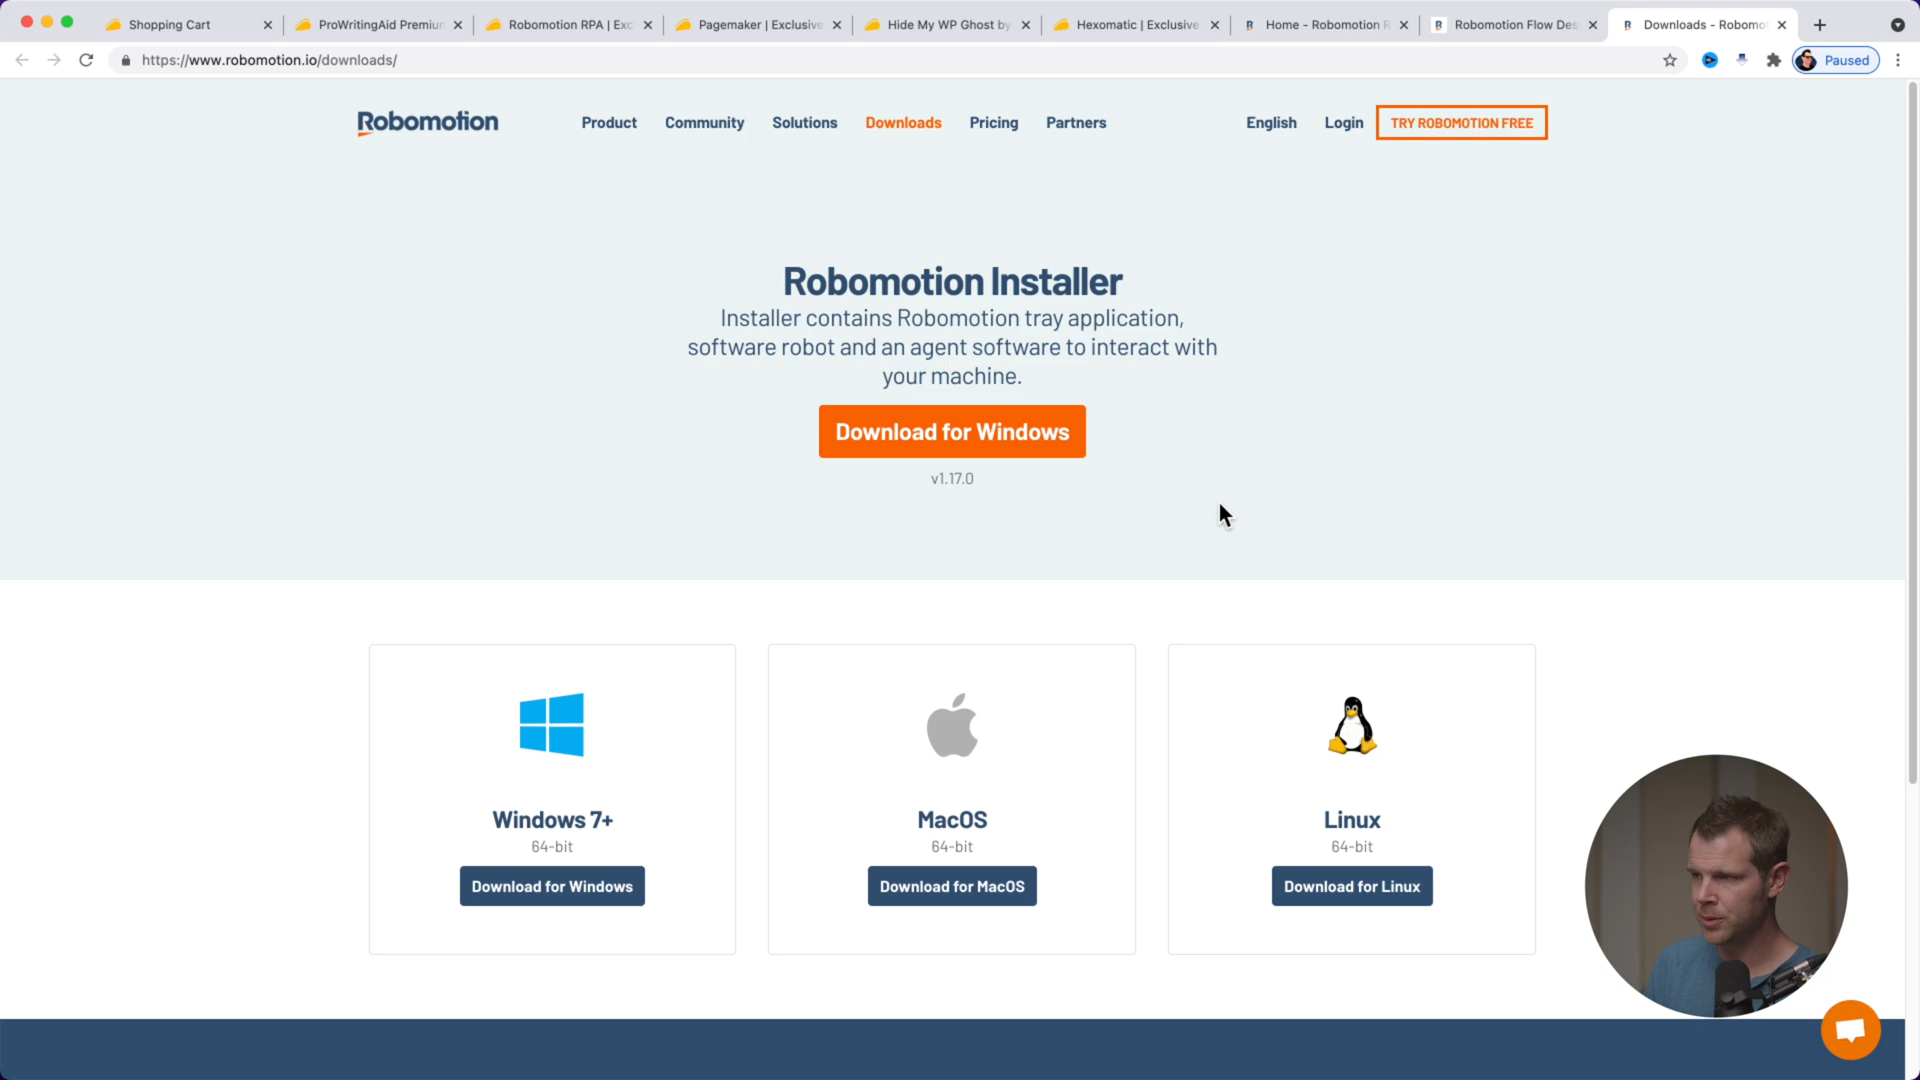 Shopping Cart
ProWritingAid Premium
Robomotion RPA | Exc
Pagemaker | Exclusive
Hide My WP Ghost by
Hexomatic | Exclusive
Home - Robomotion R
Robomotion Flow Des
Downloads - Robomot
https://www.robomotion.io/downloads/
Paused
Robomotion
Product
Community
Solutions
Downloads
Pricing
Partners
English
Login
TRY ROBOMOTION FREE
Robomotion Installer
Installer contains Robomotion tray application,
software robot and an agent software to interact with
your machine.
Download for Windows
v1.17.0
Windows 7+
64-bit
Download for Windows
MacOS
64-bit
Download for MacOS
Linux
64-bit
Download for Linux